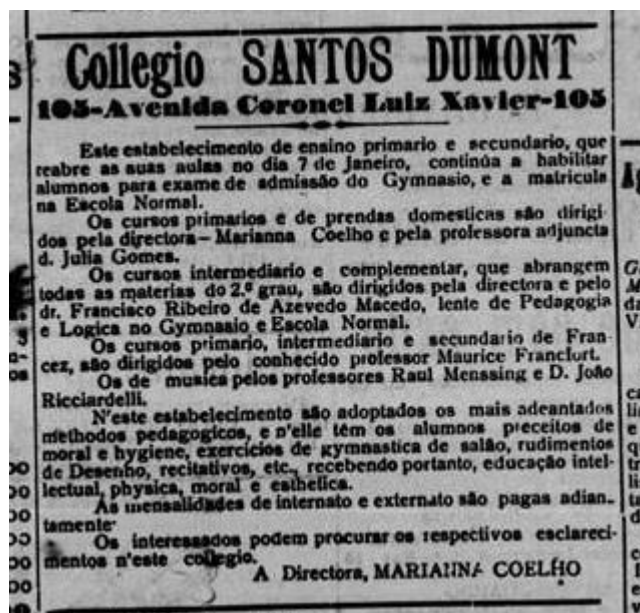 Collegio SANTOS DUMONT
105-Avenida Coronel Luiz Xavier-105
Este estabelecimento de ensino primario e secundario, que
reabre as suas aulas no dia 7 de Janeiro, continúa a habilitar
alumnos para exame de admissão do Gymnasio, e a matricula
na Escola Normal.
Os cursos primarios e de prendas domesticas são dirigi-
dos pela directora—Marianna Coelho e pela professora adjuncta
d. Julia Gomes.
Os cursos intermediario e complementar, que abrangem
todas as materias do 2.º grau, são dirigidos pela directora e pelo
dr. Francisco Ribeiro de Azevedo Macedo, lente de Pedagogia
e Logica no Gymnasio e Escola Normal.
Os cursos primario, intermediario e secundario de Fran-
cez, são dirigidos pelo conhecido professor Maurice Francfort.
Os de musica pelos professores Raul Menssing e D. João
Ricciardelli.
N'este estabelecimento são adoptados os mais adeantados
methodos pedagogicos, e n'elle têm os alumnos preceitos de
moral e hygiene, exercicios de gymnastica de salão, rudimentos
de Desenho, recitativos, etc., recebendo portanto, educação intel-
lectual, physica, moral e esthetica.
As mensalidades de internato e externato são pagas adian-
tamente.
Os interessados podem procurar os respectivos esclareci-
mentos n'este collegio.
A Directora, MARIANNA COELHO